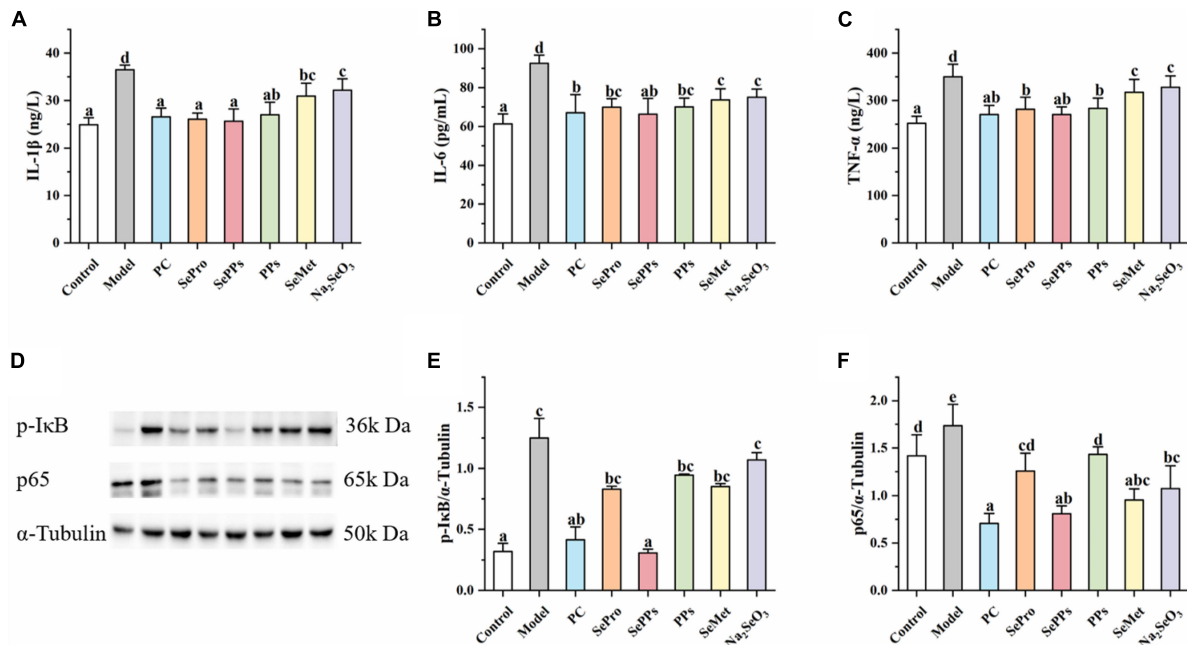 A
IL-1β (ng/L)
40
30
20
10
0
a
d
a
a
a
ab
bc
c
Control
Model
PC
SePro
SePPs
PPs
SeMet
Na₂SeO₃
B
IL-6 (pg/mL)
100
80
60
40
20
0
a
d
b
bc
ab
bc
c
c
Control
Model
PC
SePro
SePPs
PPs
SeMet
Na₂SeO₃
C
TNF-α (ng/L)
400
300
200
100
0
a
d
ab
b
ab
b
c
c
Control
Model
PC
SePro
SePPs
PPs
SeMet
Na₂SeO₃
D
p-IκB 36k Da
p65 65k Da
α-Tubulin 50k Da
E
p-IκB/α-Tubulin
1.5
1.0
0.5
0.0
a
c
ab
bc
a
bc
bc
c
Control
Model
PC
SePro
SePPs
PPs
SeMet
Na₂SeO₃
F
p65/α-Tubulin
2.0
1.5
1.0
0.5
0.0
d
e
a
cd
ab
d
abc
bc
Control
Model
PC
SePro
SePPs
PPs
SeMet
Na₂SeO₃